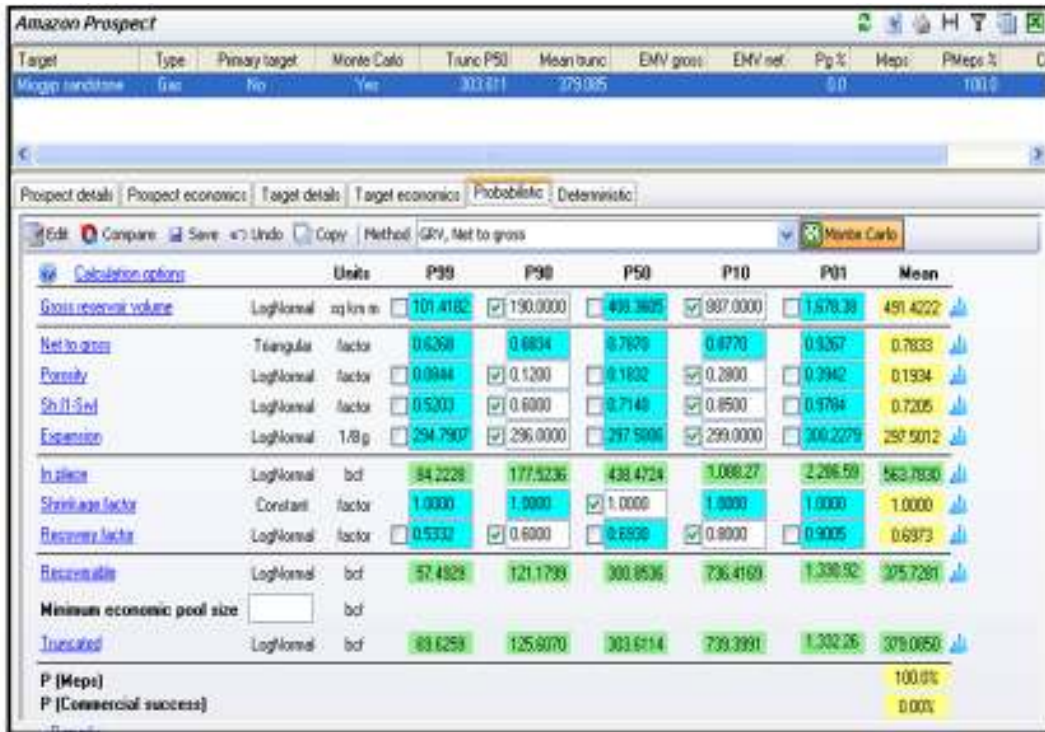 Amazon Prospect
Target Type Primary target Monte Carlo Trunc P50 Mean trunc EMV gross EMV net Pg % Meps PMeps %
sandstone Gas No Yes 303.611 379.085 0.0 100.0
Prospect details Prospect economics Target details Target economics Probabilistic Deterministic
Edit Compare Save Undo Copy Method GRV, Net to gross Monte Carlo
Calculation options Units P99 P90 P50 P10 P01 Mean
Gross reservoir volume LogNormal sq km m 101.4182 190.0000 887.0000 1,678.38 491.4222
Net to gross Triangular factor 0.6268 0.6834 0.7870 0.8770 0.9267 0.7833
Porosity LogNormal factor 0.0844 0.1200 0.1832 0.2800 0.3942 0.1934
Sh (1-Sw) LogNormal factor 0.5203 0.6000 0.7140 0.8500 0.9784 0.7205
Expansion LogNormal 1/Bg 294.7907 296.0000 297.5006 299.0000 300.2279 297.5012
In place LogNormal bcf 84.2228 177.5236 438.4724 1,088.27 2,286.59 563.7830
Shrinkage factor Constant factor 1.0000 1.0000 1.0000 1.0000 1.0000 1.0000
Recovery factor LogNormal factor 0.5332 0.6000 0.6930 0.8000 0.9005 0.6973
Recoverable LogNormal bcf 57.4929 121.1799 300.8536 736.4169 1,330.92 375.7281
Minimum economic pool size bcf
Truncated LogNormal bcf 69.6259 125.6070 303.6114 739.3991 1,332.26 379.0850
P (Meps) 100.0%
P (Commercial success) 0.00%